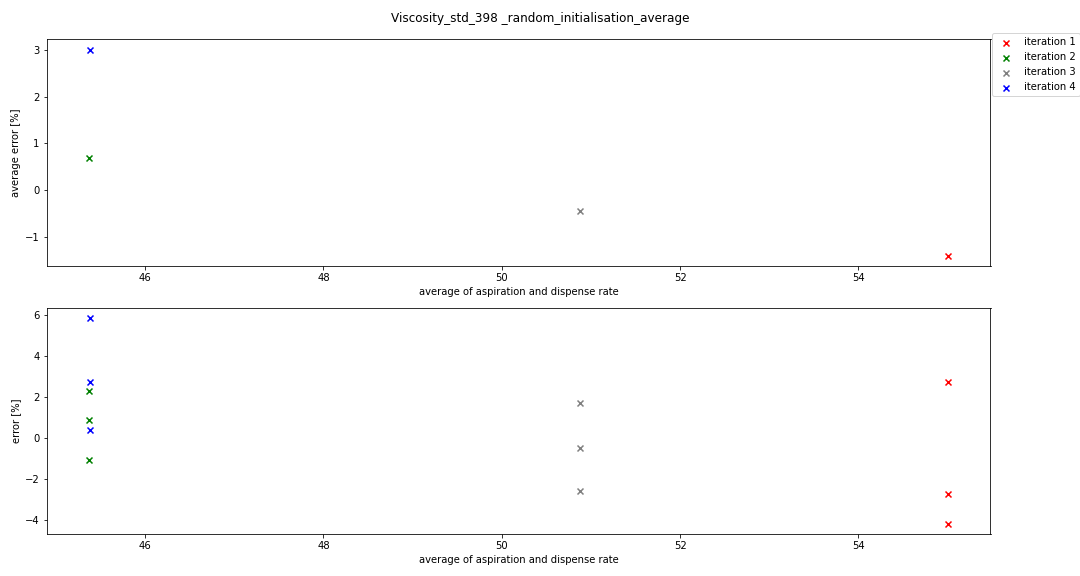 Viscosity_std_398 _random_initialisation_average
iteration 1
iteration 2
iteration 3
iteration 4
average error [%]
3
2
1
0
−1
46 48 50 52 54
average of aspiration and dispense rate
error [%]
6
4
2
0
−2
−4
46 48 50 52 54
average of aspiration and dispense rate